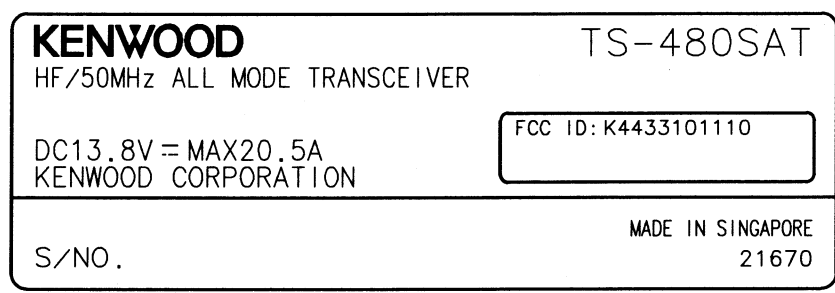 KENWOOD TS-480SAT
HF/50MHz ALL MODE TRANSCEIVER
FCC ID: K4433101110
DC13.8V⎓MAX20.5A
KENWOOD CORPORATION
MADE IN SINGAPORE
S/NO. 21670